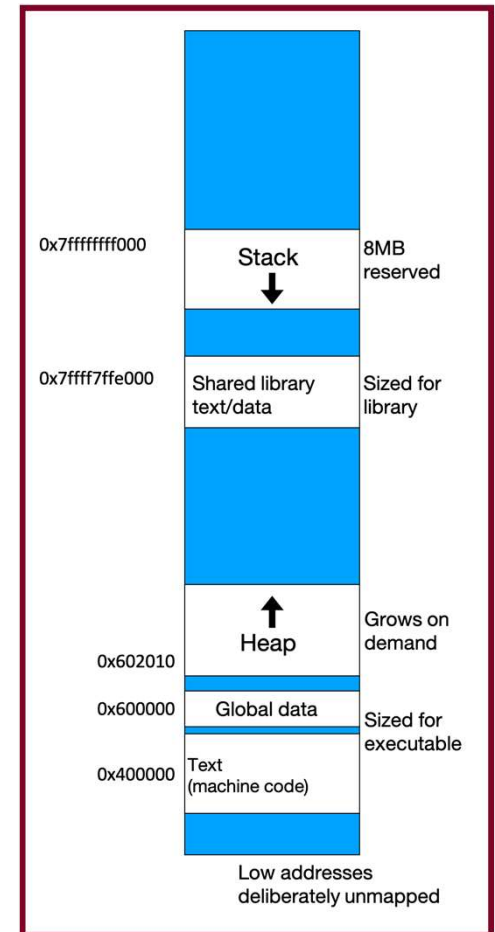 0x7ffffffff000
Stack
8MB
reserved
0x7ffff7ffe000
Shared library
text/data
Sized for
library
Heap
Grows on
demand
0x602010
0x600000
Global data
Sized for
executable
0x400000
Text
(machine code)
Low addresses
deliberately unmapped